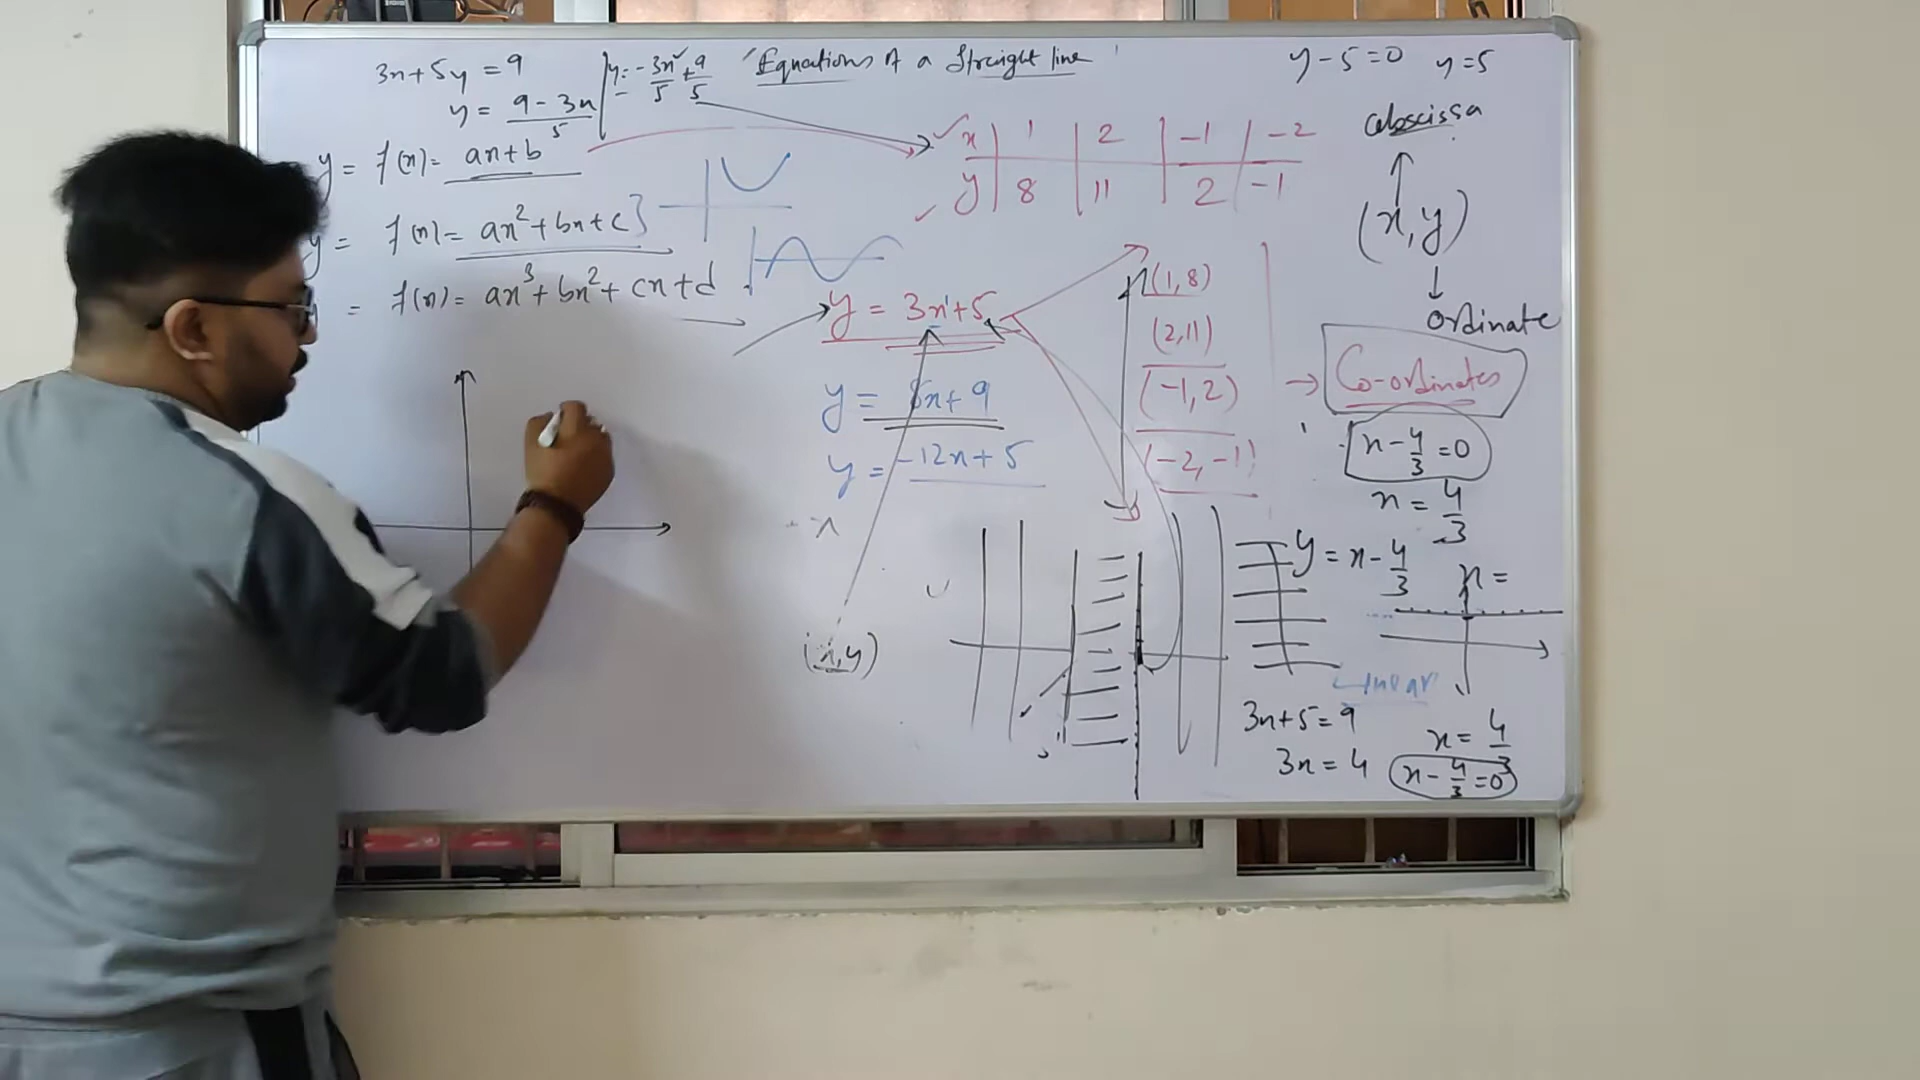 3x+5y = 9
y = 9 - 3x / 5
y = -3x/5 + 9/5
'Equations of a Straight line'
y - 5 = 0 y = 5
y = f(x) = ax+b
y = f(x) = ax² + bx + c }
= f(x) = ax³ + bx² + cx + d
x | 1 | 2 | -1 | -2
y | 8 | 11 | 2 | -1
abscissa
(x, y)
ordinate
Co-ordinates
y = 3x+5
(1, 8)
(2, 11)
(-1, 2)
(-2, -1)
y = 8x + 9
y = -12x + 5
(x, y)
x - 4/3 = 0
x = 4/3
y = x - 4/3
x =
Linear
3x+5 = 9
3x = 4
x = 4/3
x - 4/3 = 0